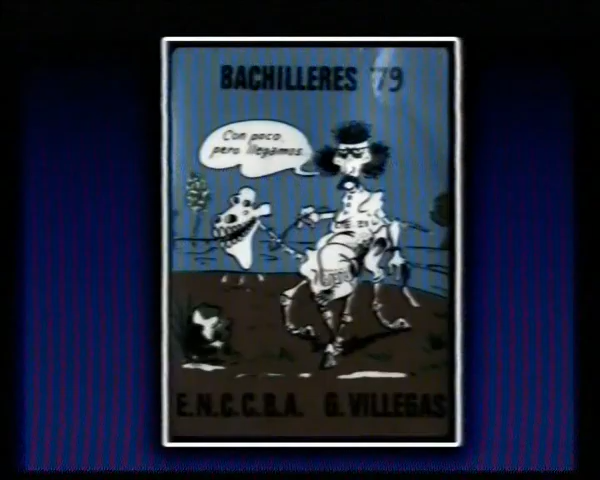 BACHILLERES 79
Con poco,
pero llegamos.
E.N.C.C.B.A. G. VILLEGAS